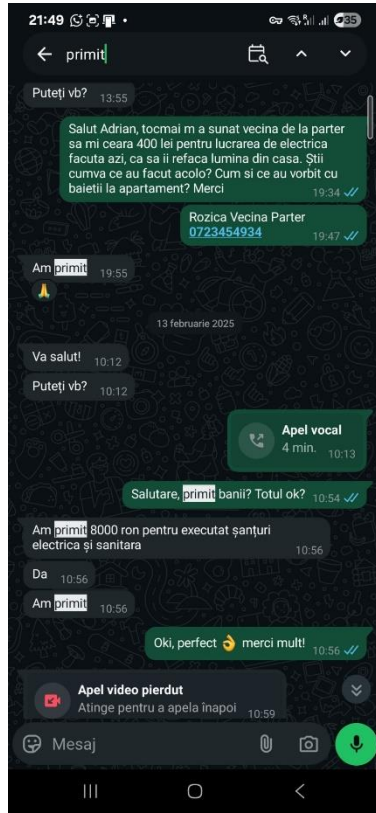 21:49
35
primit
Puteți vb? 13:55
Salut Adrian, tocmai m a sunat vecina de la parter
sa mi ceara 400 lei pentru lucrarea de electrica
facuta azi, ca sa ii refaca lumina din casa. Știi
cumva ce au facut acolo? Cum si ce au vorbit cu
baietii la apartament? Merci
19:34
Rozica Vecina Parter
0723454934 19:47
Am primit 19:55
🙏
13 februarie 2025
Va salut! 10:12
Puteți vb? 10:12
Apel vocal
4 min. 10:13
Salutare, primit banii? Totul ok? 10:54
Am primit 8000 ron pentru executat șanțuri
electrica și sanitara 10:56
Da 10:56
Am primit 10:56
Oki, perfect 👌 merci mult! 10:56
Apel video pierdut
Atinge pentru a apela înapoi 10:59
Mesaj